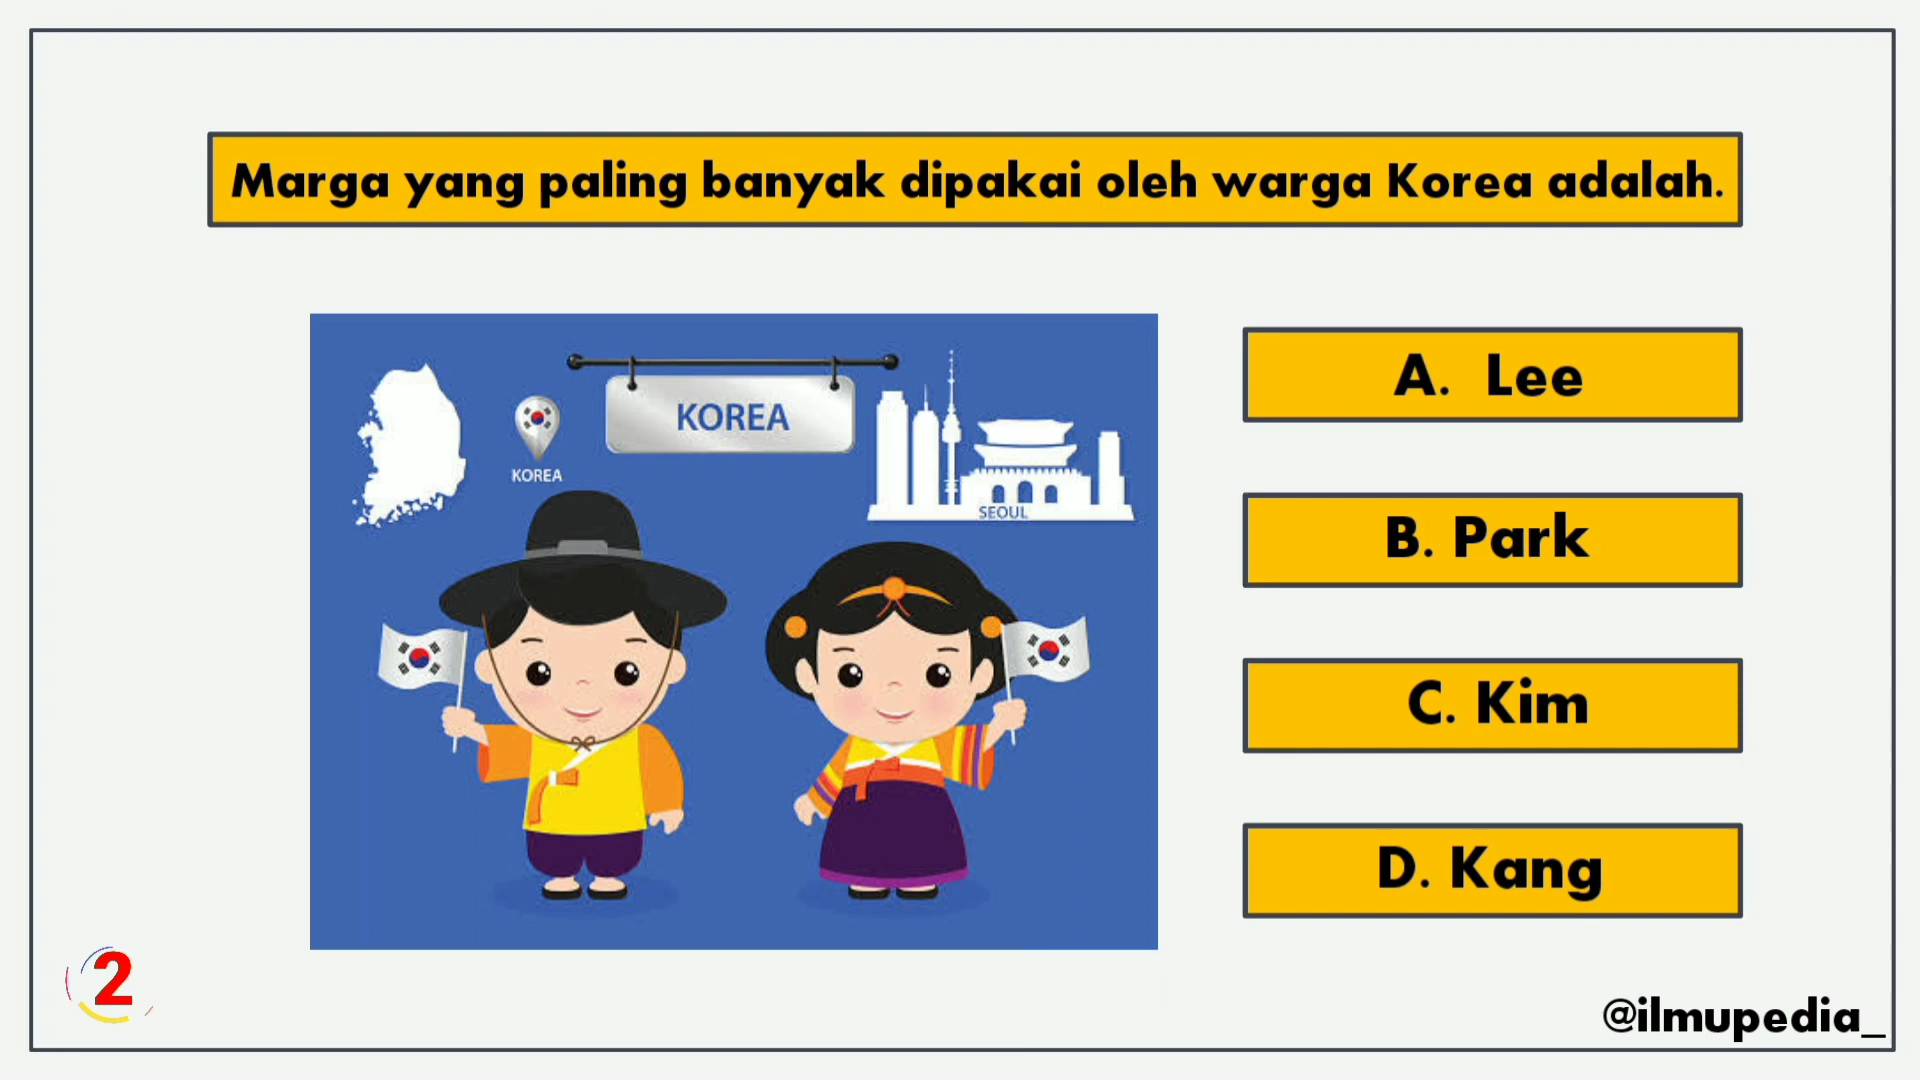 Marga yang paling banyak dipakai oleh warga Korea adalah.
KOREA
KOREA
SEOUL
A. Lee
B. Park
C. Kim
D. Kang
2
@ilmupedia_